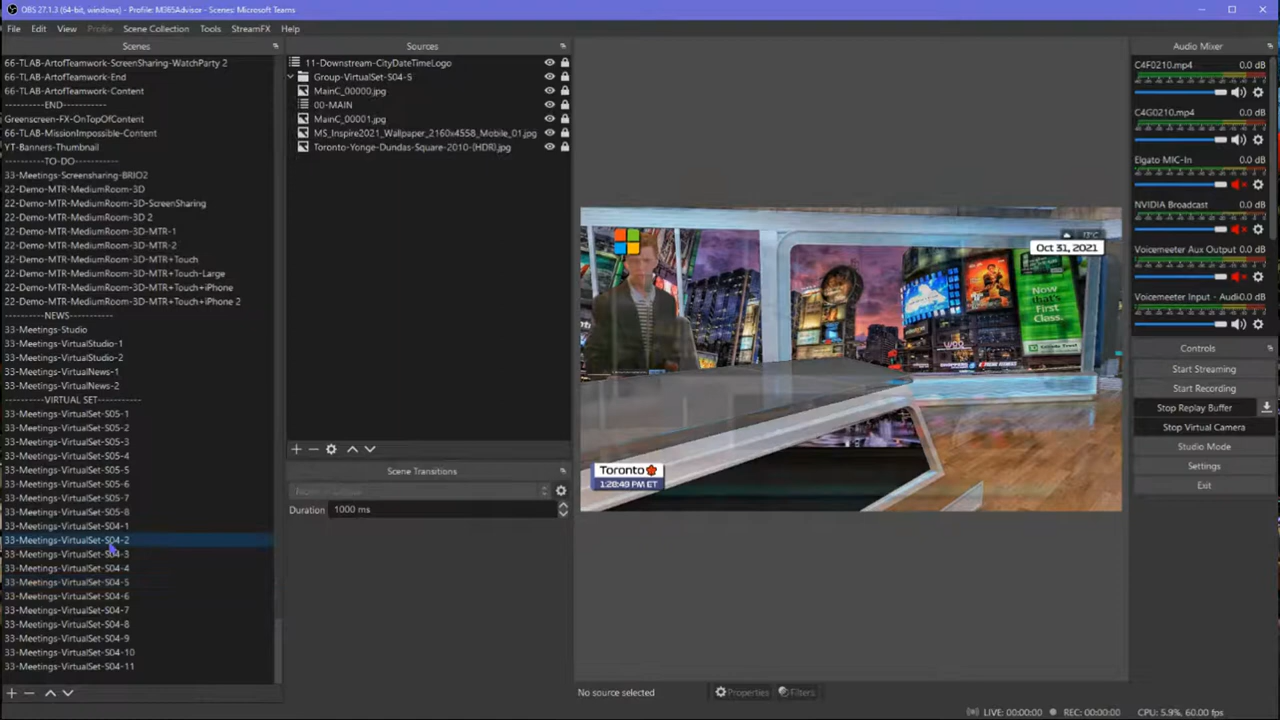 OBS 27.1.3 (64-bit, windows) - Profile: M365Advisor - Scenes: Microsoft Teams
File Edit View Profile Scene Collection Tools StreamFX Help
Scenes
66-TLAB-ArtofTeamwork-ScreenSharing-WatchParty 2
66-TLAB-ArtofTeamwork-End
66-TLAB-ArtofTeamwork-Content
----------END----------
Greenscreen-FX-OnTopOfContent
66-TLAB-MissionImpossible-Content
YT-Banners-Thumbnail
----------TO-DO----------
33-Meetings-Screensharing-BRIO2
22-Demo-MTR-MediumRoom-3D
22-Demo-MTR-MediumRoom-3D-ScreenSharing
22-Demo-MTR-MediumRoom-3D 2
22-Demo-MTR-MediumRoom-3D-MTR-1
22-Demo-MTR-MediumRoom-3D-MTR-2
22-Demo-MTR-MediumRoom-3D-MTR+Touch
22-Demo-MTR-MediumRoom-3D-MTR+Touch-Large
22-Demo-MTR-MediumRoom-3D-MTR+Touch+iPhone
22-Demo-MTR-MediumRoom-3D-MTR+Touch+iPhone 2
----------NEWS----------
33-Meetings-Studio
33-Meetings-VirtualStudio-1
33-Meetings-VirtualStudio-2
33-Meetings-VirtualNews-1
33-Meetings-VirtualNews-2
----------VIRTUAL SET----------
33-Meetings-VirtualSet-S05-1
33-Meetings-VirtualSet-S05-2
33-Meetings-VirtualSet-S05-3
33-Meetings-VirtualSet-S05-4
33-Meetings-VirtualSet-S05-5
33-Meetings-VirtualSet-S05-6
33-Meetings-VirtualSet-S05-7
33-Meetings-VirtualSet-S05-8
33-Meetings-VirtualSet-S04-1
33-Meetings-VirtualSet-S04-2
33-Meetings-VirtualSet-S04-3
33-Meetings-VirtualSet-S04-4
33-Meetings-VirtualSet-S04-5
33-Meetings-VirtualSet-S04-6
33-Meetings-VirtualSet-S04-7
33-Meetings-VirtualSet-S04-8
33-Meetings-VirtualSet-S04-9
33-Meetings-VirtualSet-S04-10
33-Meetings-VirtualSet-S04-11
Sources
11-Downstream-CityDateTimeLogo
Group-VirtualSet-S04-5
MainC_00000.jpg
00-MAIN
MainC_00001.jpg
MS_Inspire2021_Wallpaper_2160x4558_Mobile_01.jpg
Toronto-Yonge-Dundas-Square-2010-(HDR).jpg
Scene Transitions
Duration 1000 ms
17°C
Oct 31, 2021
Now
that's
First
Class.
Toronto
1:28:49 PM ET
No source selected
Properties
Filters
Audio Mixer
C4F0210.mp4 0.0 dB
C4G0210.mp4 0.0 dB
Elgato MIC-In 0.0 dB
NVIDIA Broadcast 0.0 dB
Voicemeeter Aux Output 0.0 dB
Voicemeeter Input - Audi 0.0 dB
Controls
Start Streaming
Start Recording
Stop Replay Buffer
Stop Virtual Camera
Studio Mode
Settings
Exit
LIVE: 00:00:00
REC: 00:00:00
CPU: 5.9%, 60.00 fps